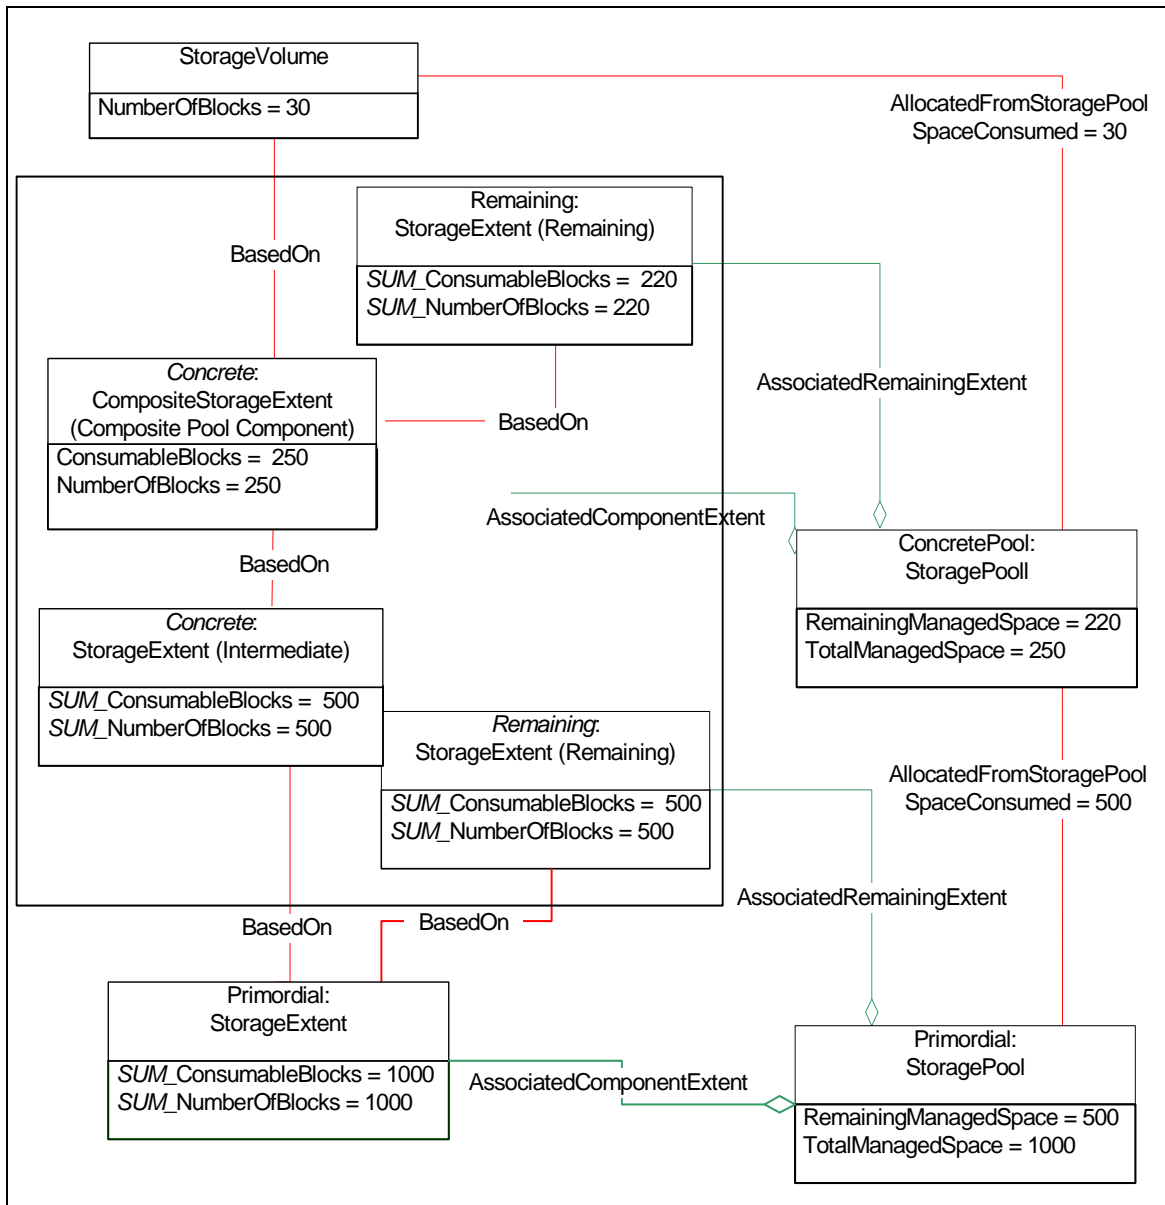 StorageVolume
NumberOfBlocks = 30
AllocatedFromStoragePool
SpaceConsumed = 30
BasedOn
Remaining:
StorageExtent (Remaining)
SUM_ConsumableBlocks =  220
SUM_NumberOfBlocks = 220
Concrete:
CompositeStorageExtent
(Composite Pool Component)
ConsumableBlocks =  250
NumberOfBlocks = 250
BasedOn
AssociatedRemainingExtent
AssociatedComponentExtent
ConcretePool:
StoragePooll
RemainingManagedSpace = 220
TotalManagedSpace = 250
BasedOn
Concrete:
StorageExtent (Intermediate)
SUM_ConsumableBlocks =  500
SUM_NumberOfBlocks = 500
Remaining:
StorageExtent (Remaining)
SUM_ConsumableBlocks =  500
SUM_NumberOfBlocks = 500
AllocatedFromStoragePool
SpaceConsumed = 500
AssociatedRemainingExtent
BasedOn
BasedOn
Primordial:
StorageExtent
SUM_ConsumableBlocks = 1000
SUM_NumberOfBlocks = 1000
AssociatedComponentExtent
Primordial:
StoragePool
RemainingManagedSpace = 500
TotalManagedSpace = 1000